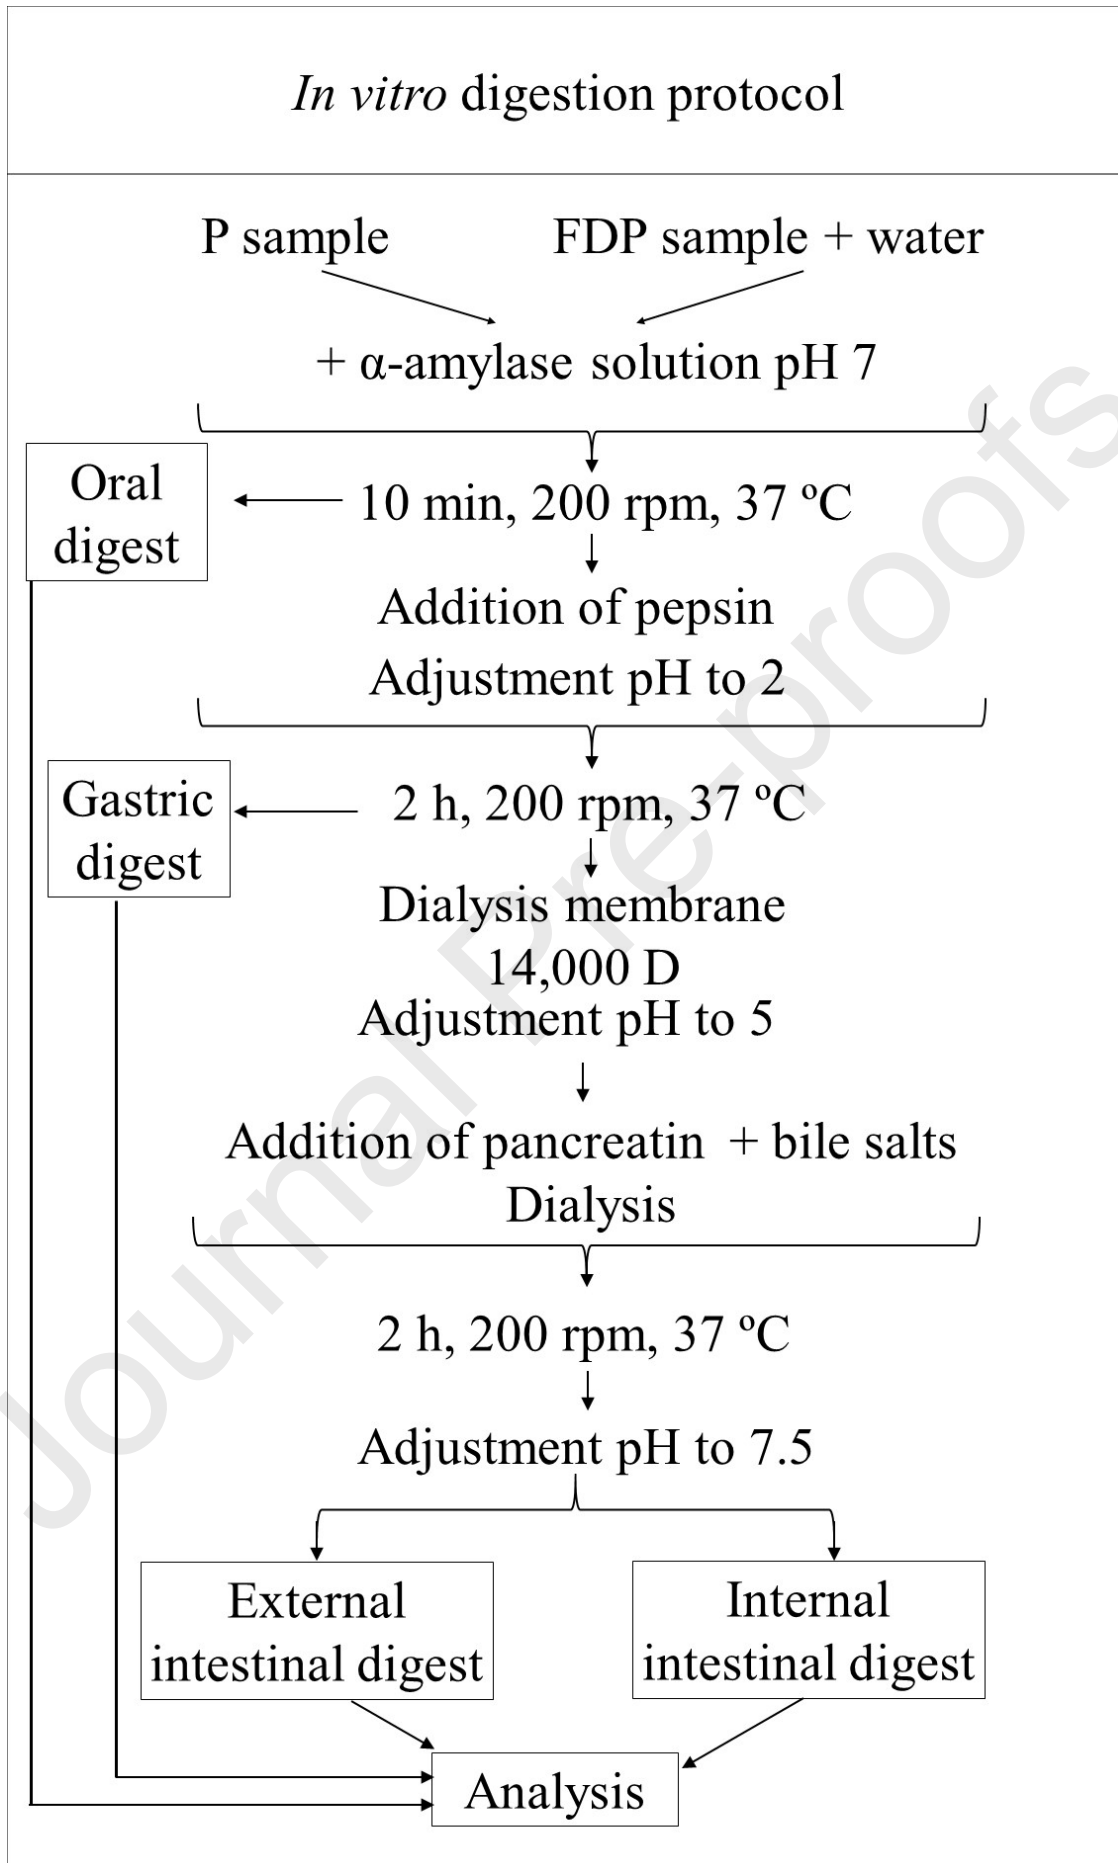 In vitro digestion protocol
P sample
FDP sample + water
+ α-amylase solution pH 7
Oral
digest
10 min, 200 rpm, 37 ºC
Addition of pepsin
Adjustment pH to 2
Gastric
digest
2 h, 200 rpm, 37 ºC
Dialysis membrane
14,000 D
Adjustment pH to 5
Addition of pancreatin + bile salts
Dialysis
2 h, 200 rpm, 37 ºC
Adjustment pH to 7.5
External
intestinal digest
Internal
intestinal digest
Analysis
Journal Pre-proofs